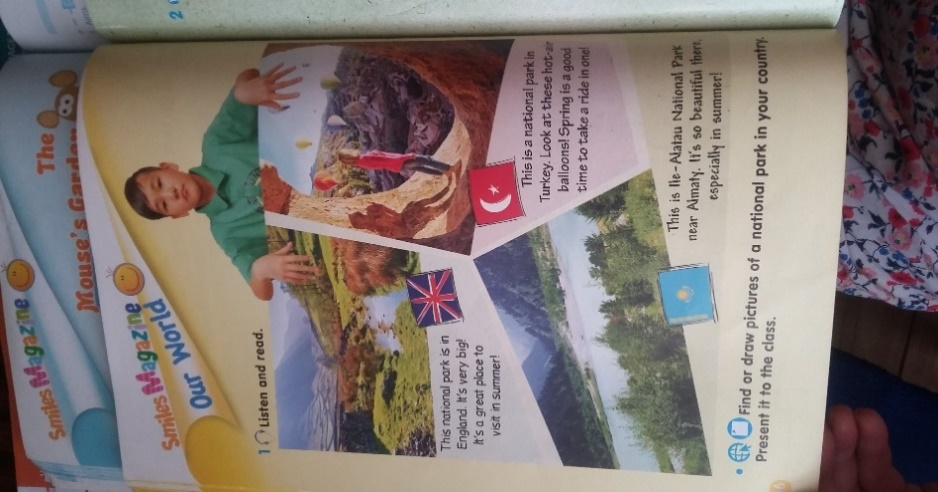 Smiles Magazine
The
Mouse's Garden
Smiles Magazine
Our World
1 Listen and read.
This national park is in
England. It's very big!
It's a great place to
visit in summer!
This is a national park in
Turkey. Look at these hot-air
balloons! Spring is a good
time to take a ride in one!
This is Ile-Alatau National Park
near Almaty. It's so beautiful there,
especially in summer!
• Find or draw pictures of a national park in your country.
Present it to the class.
2